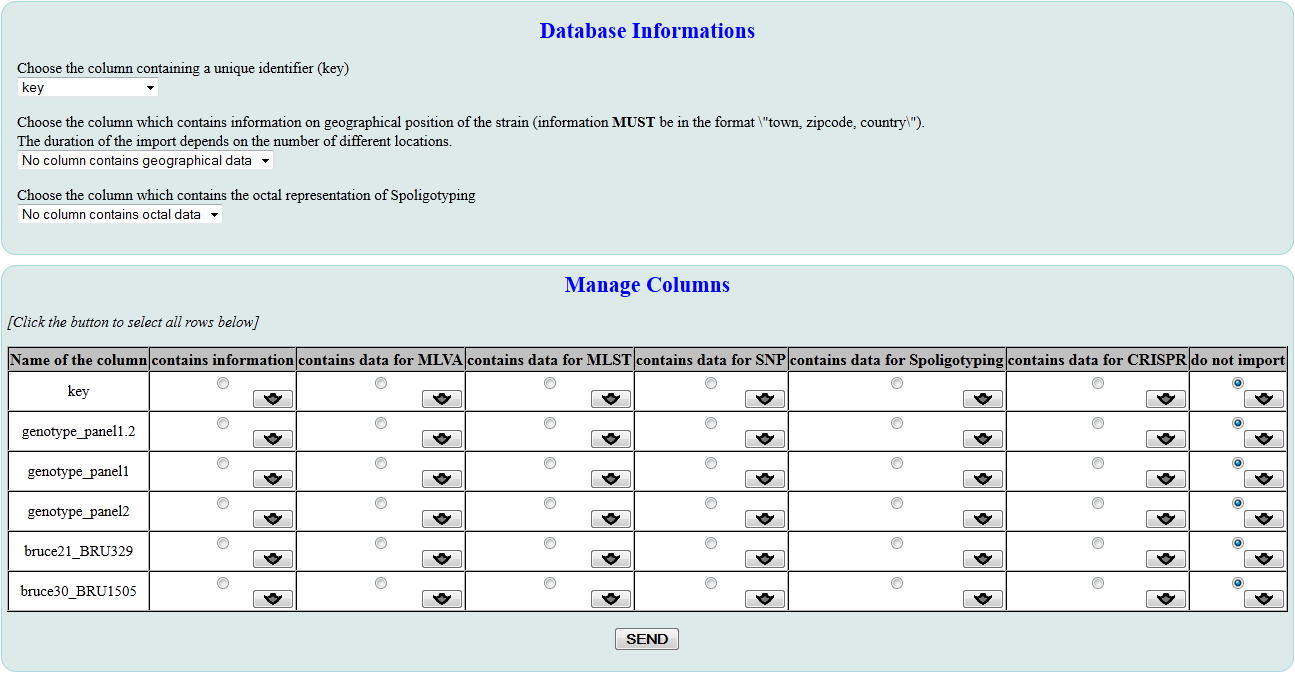 Database Informations
Choose the column containing a unique identifier (key)
key
Choose the column which contains information on geographical position of the strain (information MUST be in the format \"town, zipcode, country\").
The duration of the import depends on the number of different locations.
No column contains geographical data
Choose the column which contains the octal representation of Spoligotyping
No column contains octal data
Manage Columns
[Click the button to select all rows below]
Name of the column contains information contains data for MLVA contains data for MLST contains data for SNP contains data for Spoligotyping contains data for CRISPR do not import
key
genotype_panel1.2
genotype_panel1
genotype_panel2
bruce21_BRU329
bruce30_BRU1505
SEND